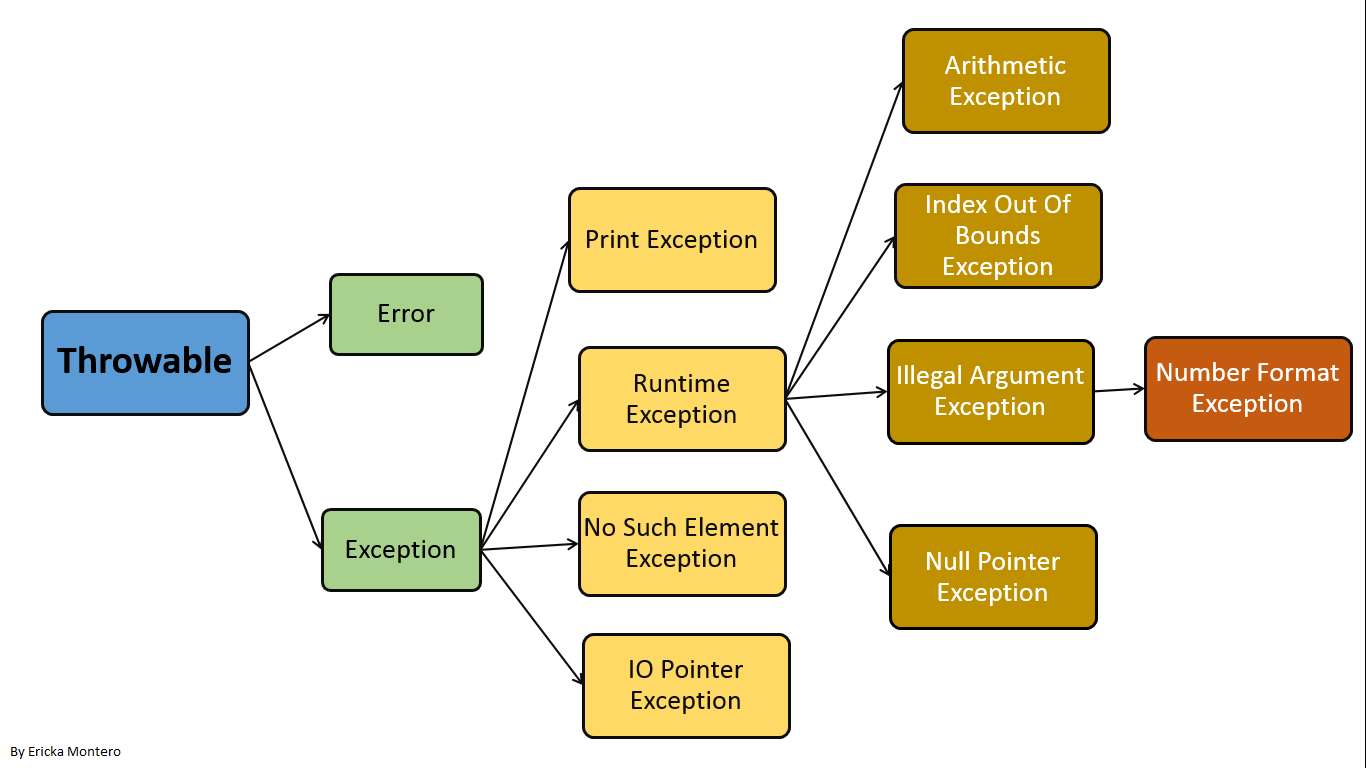 Throwable
Error
Exception
Print Exception
Runtime
Exception
No Such Element
Exception
IO Pointer
Exception
Arithmetic
Exception
Index Out Of
Bounds
Exception
Illegal Argument
Exception
Null Pointer
Exception
Number Format
Exception
By Ericka Montero